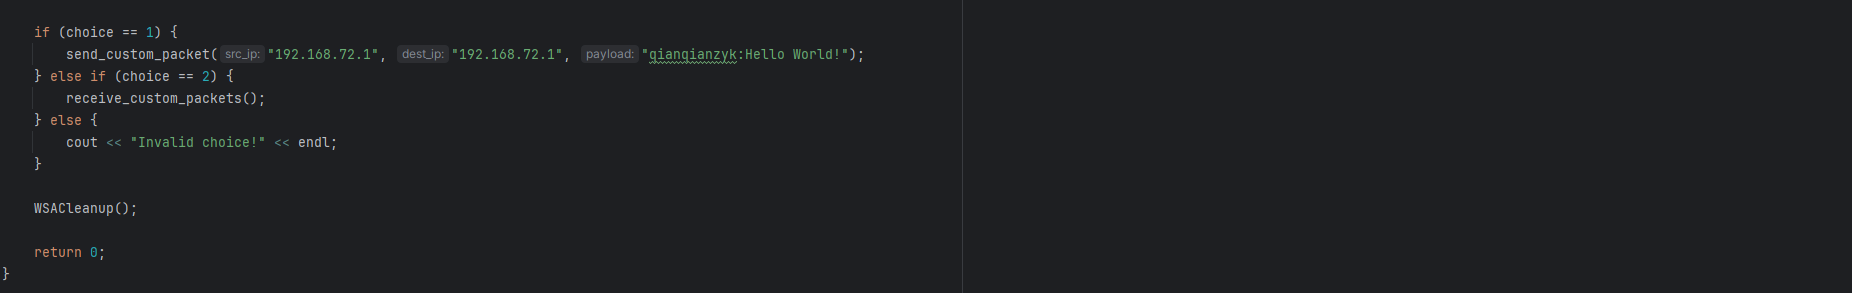 if (choice == 1) {
send_custom_packet( src_ip: "192.168.72.1", dest_ip: "192.168.72.1", payload: "qianqianzyk:Hello World!");
} else if (choice == 2) {
receive_custom_packets();
} else {
cout << "Invalid choice!" << endl;
}
WSACleanup();
return 0;
}